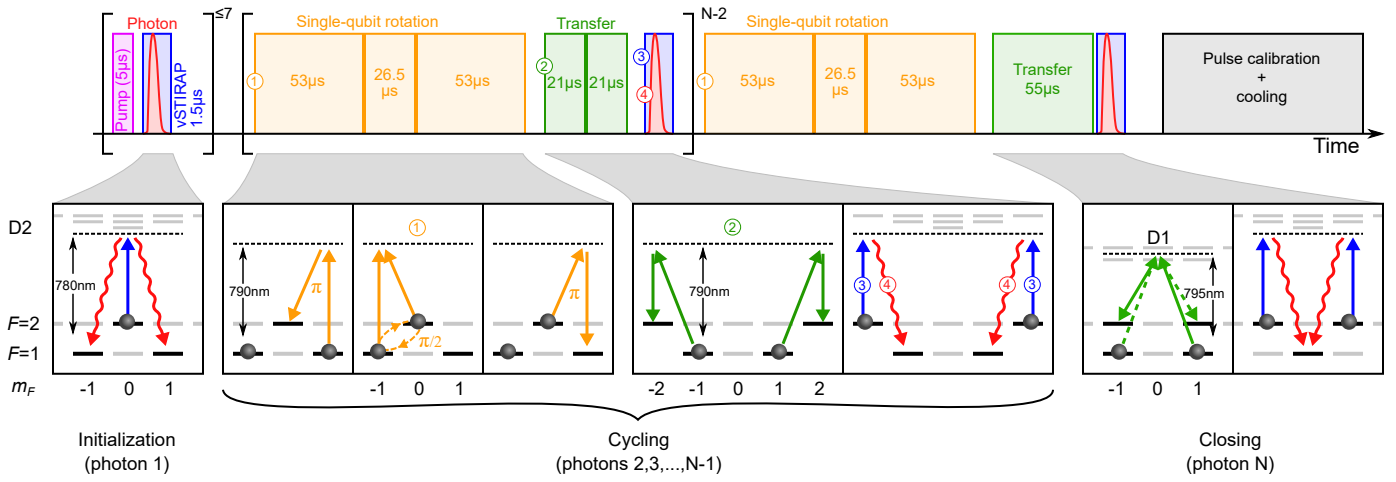 Photon
≤7
Single-qubit rotation
Transfer
N-2
Single-qubit rotation
Pump (5µs)
vSTIRAP
1.5µs
1
53µs
26.5
µs
53µs
2
21µs
21µs
3
4
1
53µs
26.5
µs
53µs
Transfer
55µs
Pulse calibration
+
cooling
Time
D2
780nm
F=2
F=1
mF
-1 0 1
790nm
π
1
π/2
π
-1 0 1
2
790nm
3
4
4
3
-2 -1 0 1 2
D1
795nm
-1 0 1
Initialization
(photon 1)
Cycling
(photons 2,3,...,N-1)
Closing
(photon N)